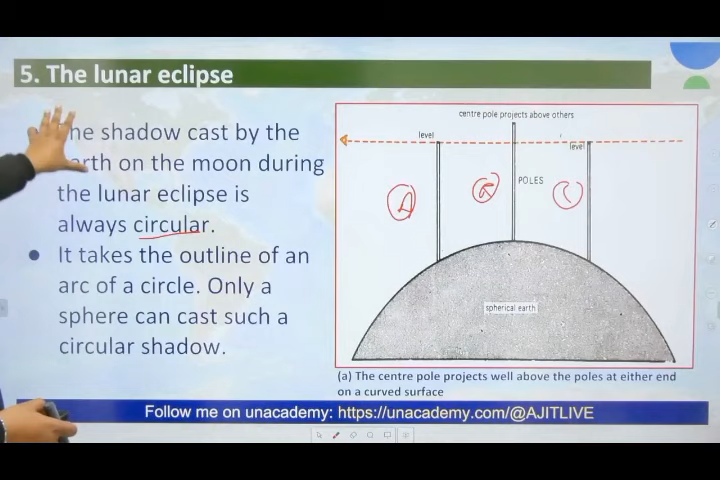 5. The lunar eclipse
he shadow cast by the
arth on the moon during
the lunar eclipse is
always circular.
● It takes the outline of an
arc of a circle. Only a
sphere can cast such a
circular shadow.
centre pole projects above others
level
level
POLES
A
B
C
spherical earth
(a) The centre pole projects well above the poles at either end
on a curved surface
Follow me on unacademy: https://unacademy.com/@AJITLIVE